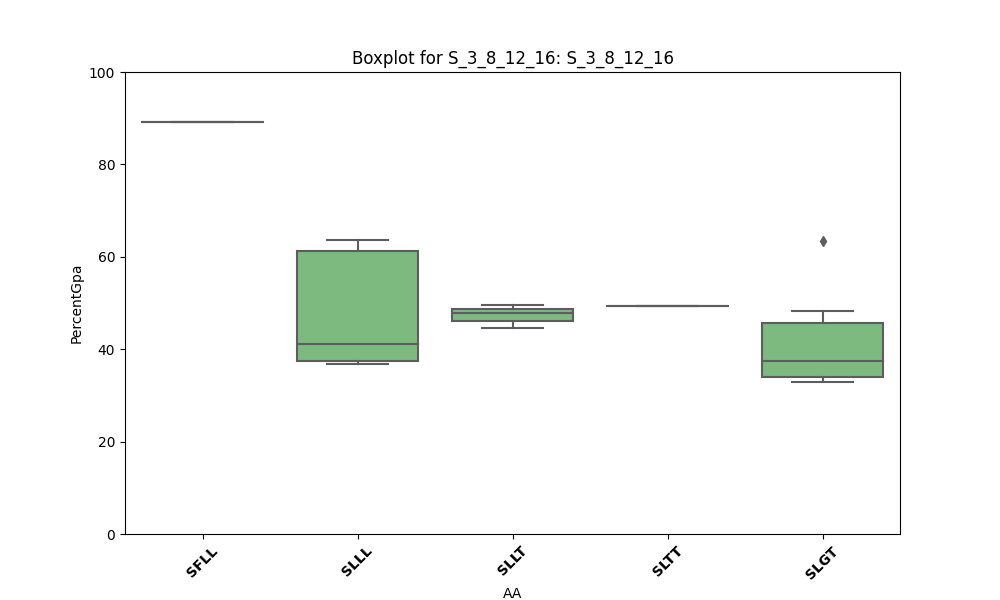 Boxplot for S_3_8_12_16: S_3_8_12_16
100
80
60
40
20
0
PercentGpa
SFLL
SLLL
SLLT
SLTT
SLGT
AA